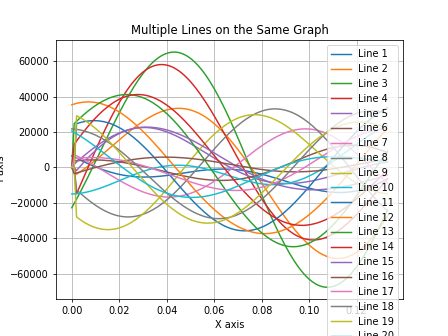 Multiple Lines on the Same Graph
60000
40000
20000
0
−20000
−40000
−60000
0.00
0.02
0.04
0.06
0.08
0.10
X axis
Line 1
Line 2
Line 3
Line 4
Line 5
Line 6
Line 7
Line 8
Line 9
Line 10
Line 11
Line 12
Line 13
Line 14
Line 15
Line 16
Line 17
Line 18
Line 19
Line 20